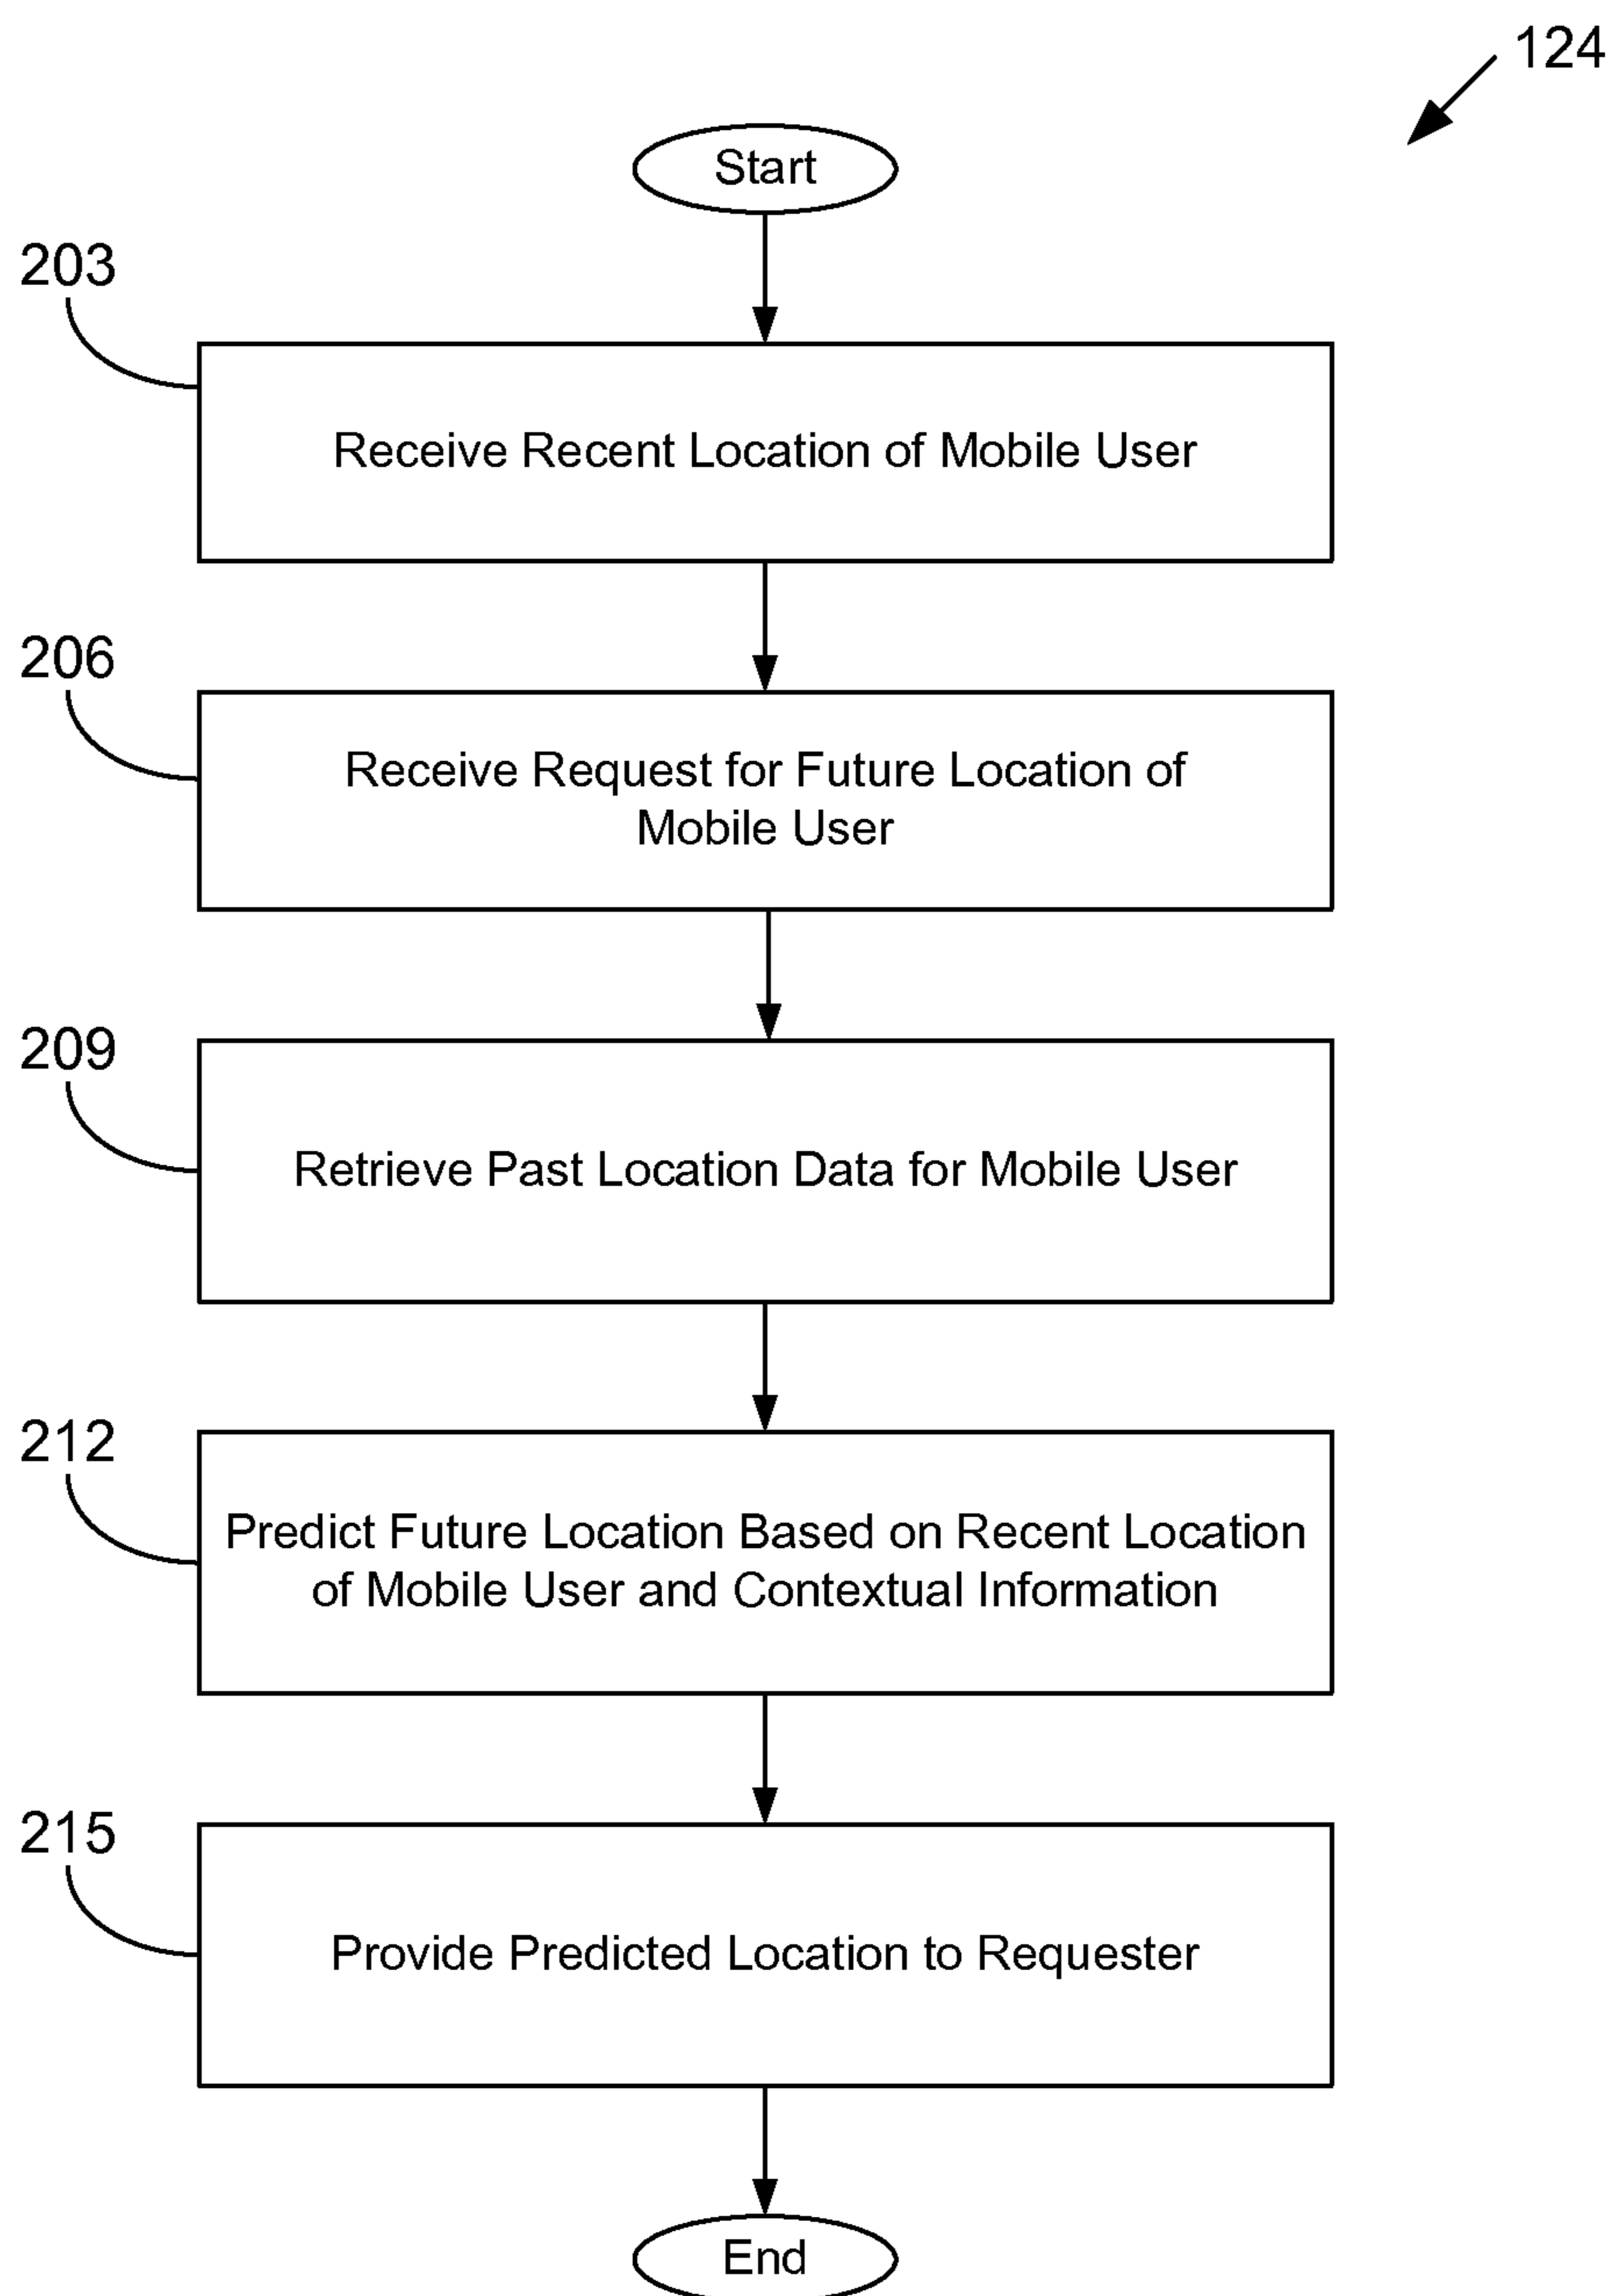 124
Start
203
Receive Recent Location of Mobile User
206
Receive Request for Future Location of
Mobile User
209
Retrieve Past Location Data for Mobile User
212
Predict Future Location Based on Recent Location
of Mobile User and Contextual Information
215
Provide Predicted Location to Requester
End